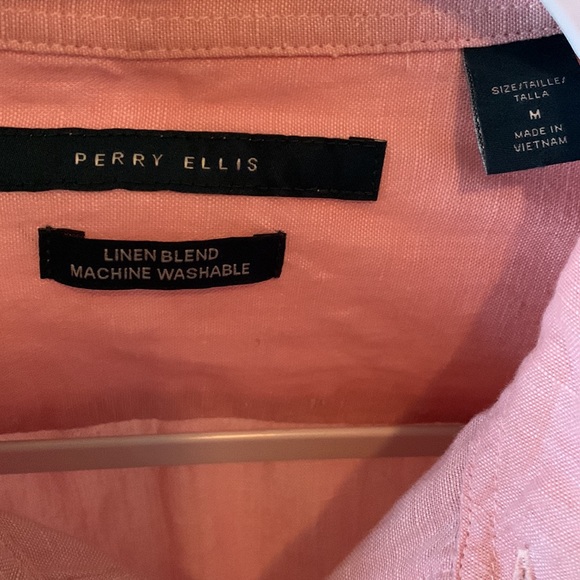 PERRY ELLIS
LINEN BLEND
MACHINE WASHABLE
SIZE/TAILLE/
TALLA
M
MADE IN
VIETNAM